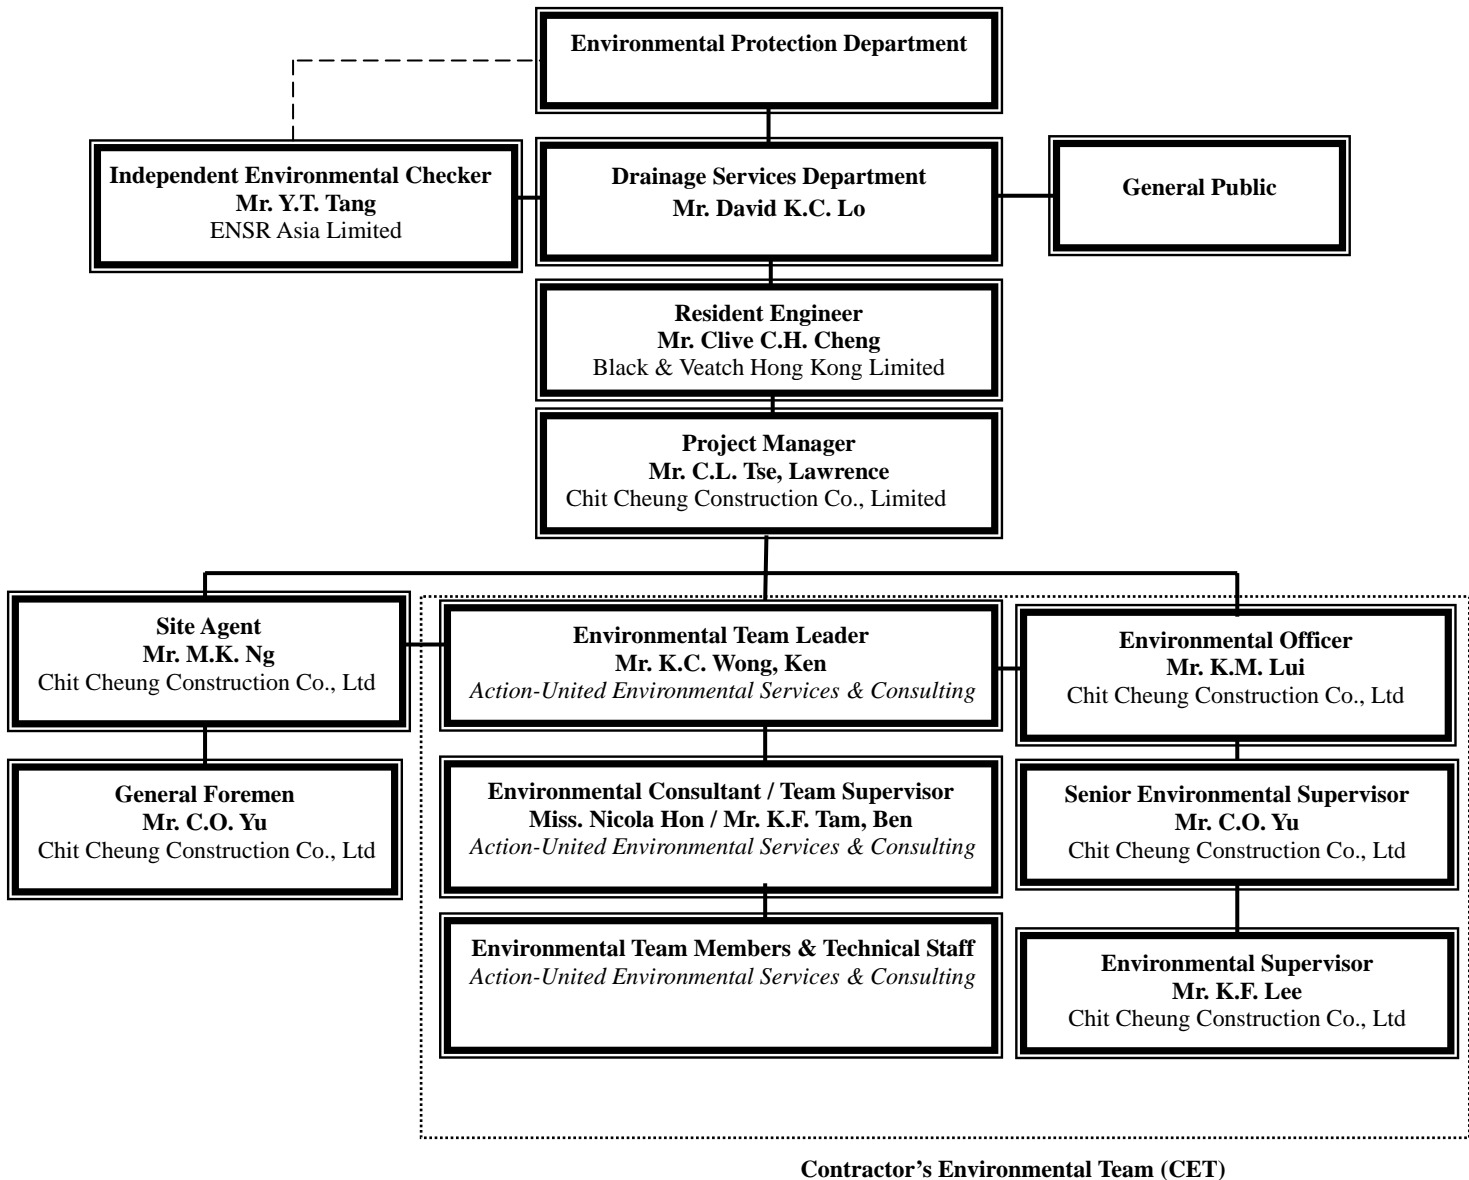 Environmental Protection Department
Independent Environmental Checker
Mr. Y.T. Tang
ENSR Asia Limited
Drainage Services Department
Mr. David K.C. Lo
General Public
Resident Engineer
Mr. Clive C.H. Cheng
Black & Veatch Hong Kong Limited
Project Manager
Mr. C.L. Tse, Lawrence
Chit Cheung Construction Co., Limited
Site Agent
Mr. M.K. Ng
Chit Cheung Construction Co., Ltd
Environmental Team Leader
Mr. K.C. Wong, Ken
Action-United Environmental Services & Consulting
Environmental Officer
Mr. K.M. Lui
Chit Cheung Construction Co., Ltd
General Foremen
Mr. C.O. Yu
Chit Cheung Construction Co., Ltd
Environmental Consultant / Team Supervisor
Miss. Nicola Hon / Mr. K.F. Tam, Ben
Action-United Environmental Services & Consulting
Senior Environmental Supervisor
Mr. C.O. Yu
Chit Cheung Construction Co., Ltd
Environmental Team Members & Technical Staff
Action-United Environmental Services & Consulting
Environmental Supervisor
Mr. K.F. Lee
Chit Cheung Construction Co., Ltd
Contractor's Environmental Team (CET)